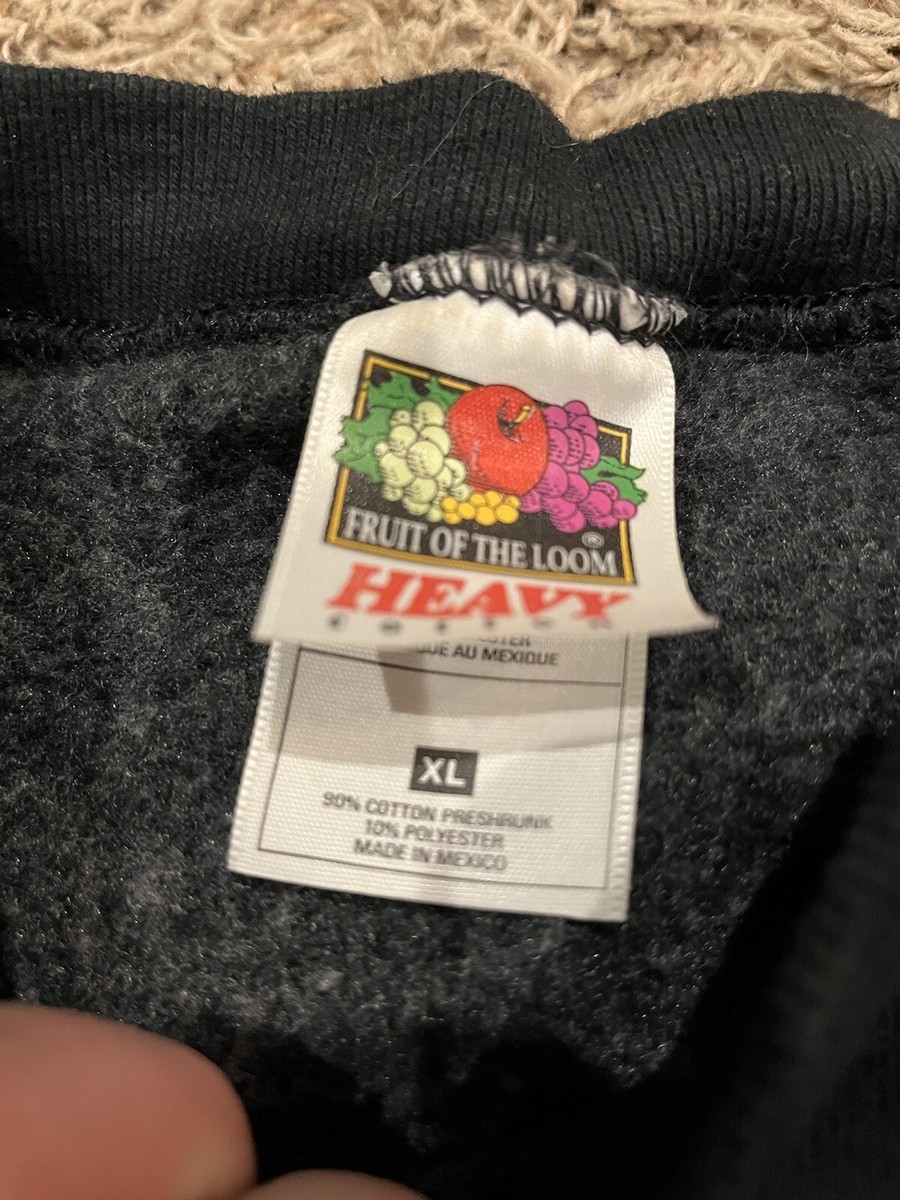 FRUIT OF THE LOOM ®
HEAVY
AU MEXIQUE
XL
90% COTTON PRESHRUNK
10% POLYESTER
MADE IN MEXICO